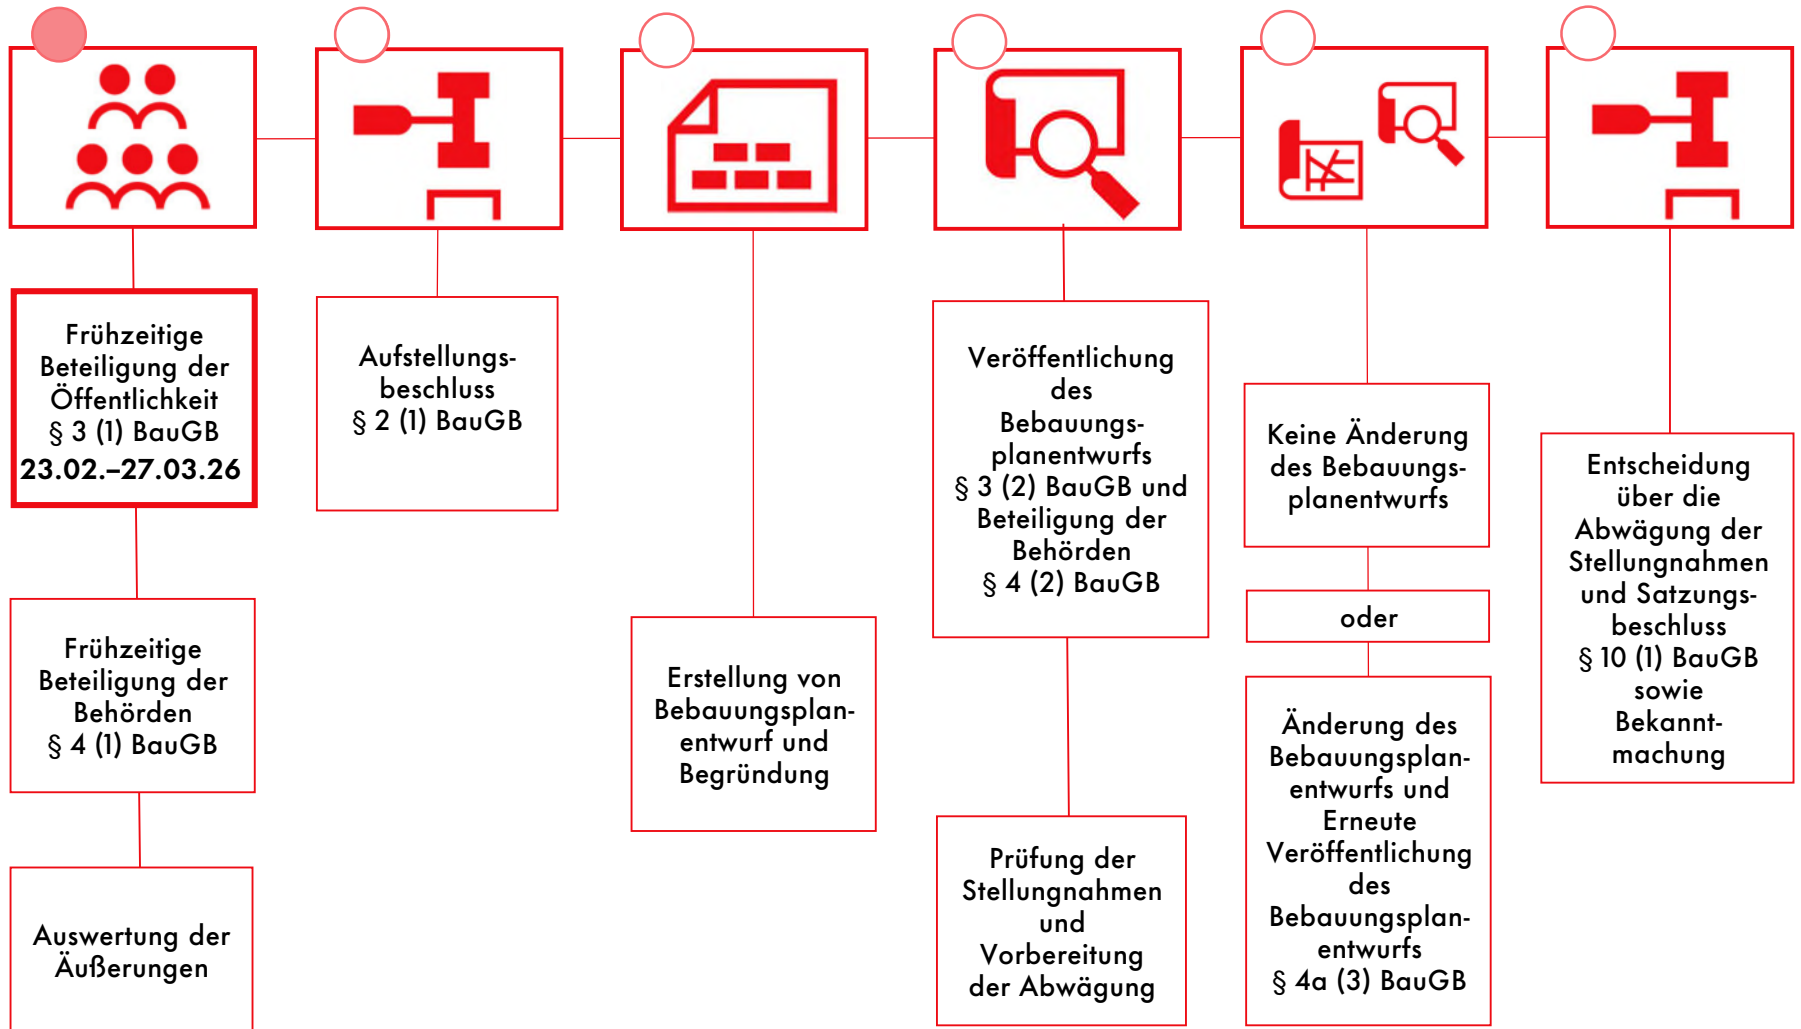 Frühzeitige
Beteiligung der
Öffentlichkeit
§ 3 (1) BauGB
23.02.–27.03.26
Frühzeitige
Beteiligung der
Behörden
§ 4 (1) BauGB
Auswertung der
Äußerungen
Aufstellungs-
beschluss
§ 2 (1) BauGB
Erstellung von
Bebauungsplan-
entwurf und
Begründung
Veröffentlichung
des
Bebauungs-
planentwurfs
§ 3 (2) BauGB und
Beteiligung der
Behörden
§ 4 (2) BauGB
Prüfung der
Stellungnahmen
und
Vorbereitung
der Abwägung
Keine Änderung
des Bebauungs-
planentwurfs
oder
Änderung des
Bebauungsplan-
entwurfs und
Erneute
Veröffentlichung
des
Bebauungsplan-
entwurfs
§ 4a (3) BauGB
Entscheidung
über die
Abwägung der
Stellungnahmen
und Satzungs-
beschluss
§ 10 (1) BauGB
sowie
Bekannt-
machung